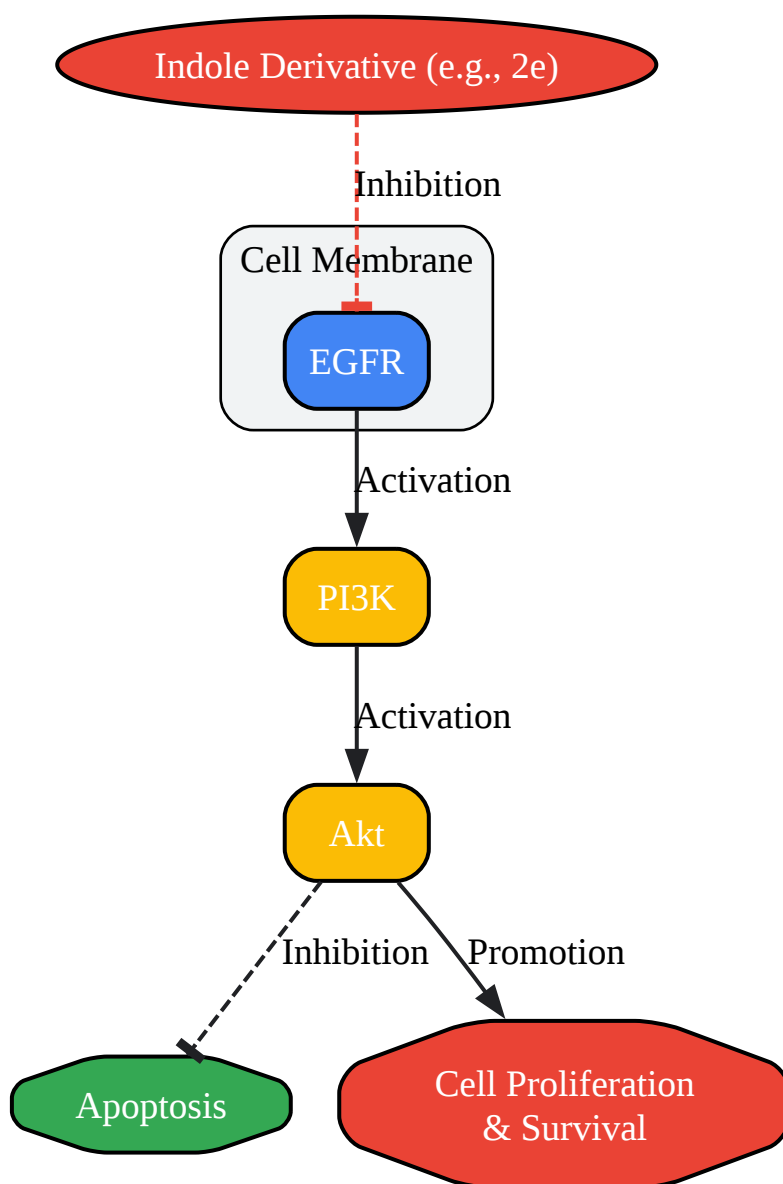 Indole Derivative (e.g., 2e)
Inhibition
Cell Membrane
EGFR
Activation
PI3K
Activation
Akt
Inhibition
Promotion
Apoptosis
Cell Proliferation
& Survival